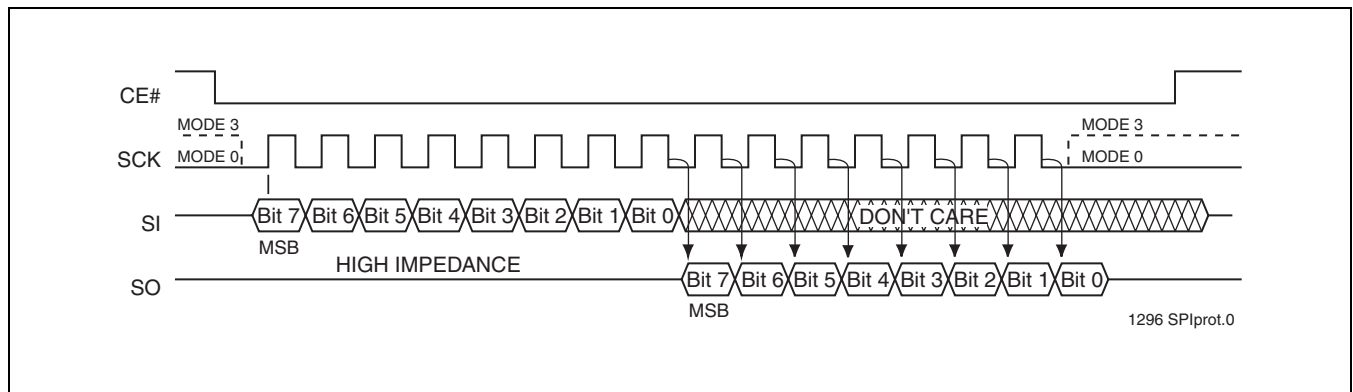 CE#
MODE 3
MODE 3
SCK
MODE 0
MODE 0
SI
Bit 7 Bit 6 Bit 5 Bit 4 Bit 3 Bit 2 Bit 1 Bit 0 DON'T CARE
MSB
HIGH IMPEDANCE
SO
Bit 7 Bit 6 Bit 5 Bit 4 Bit 3 Bit 2 Bit 1 Bit 0
MSB
1296 SPIprot.0